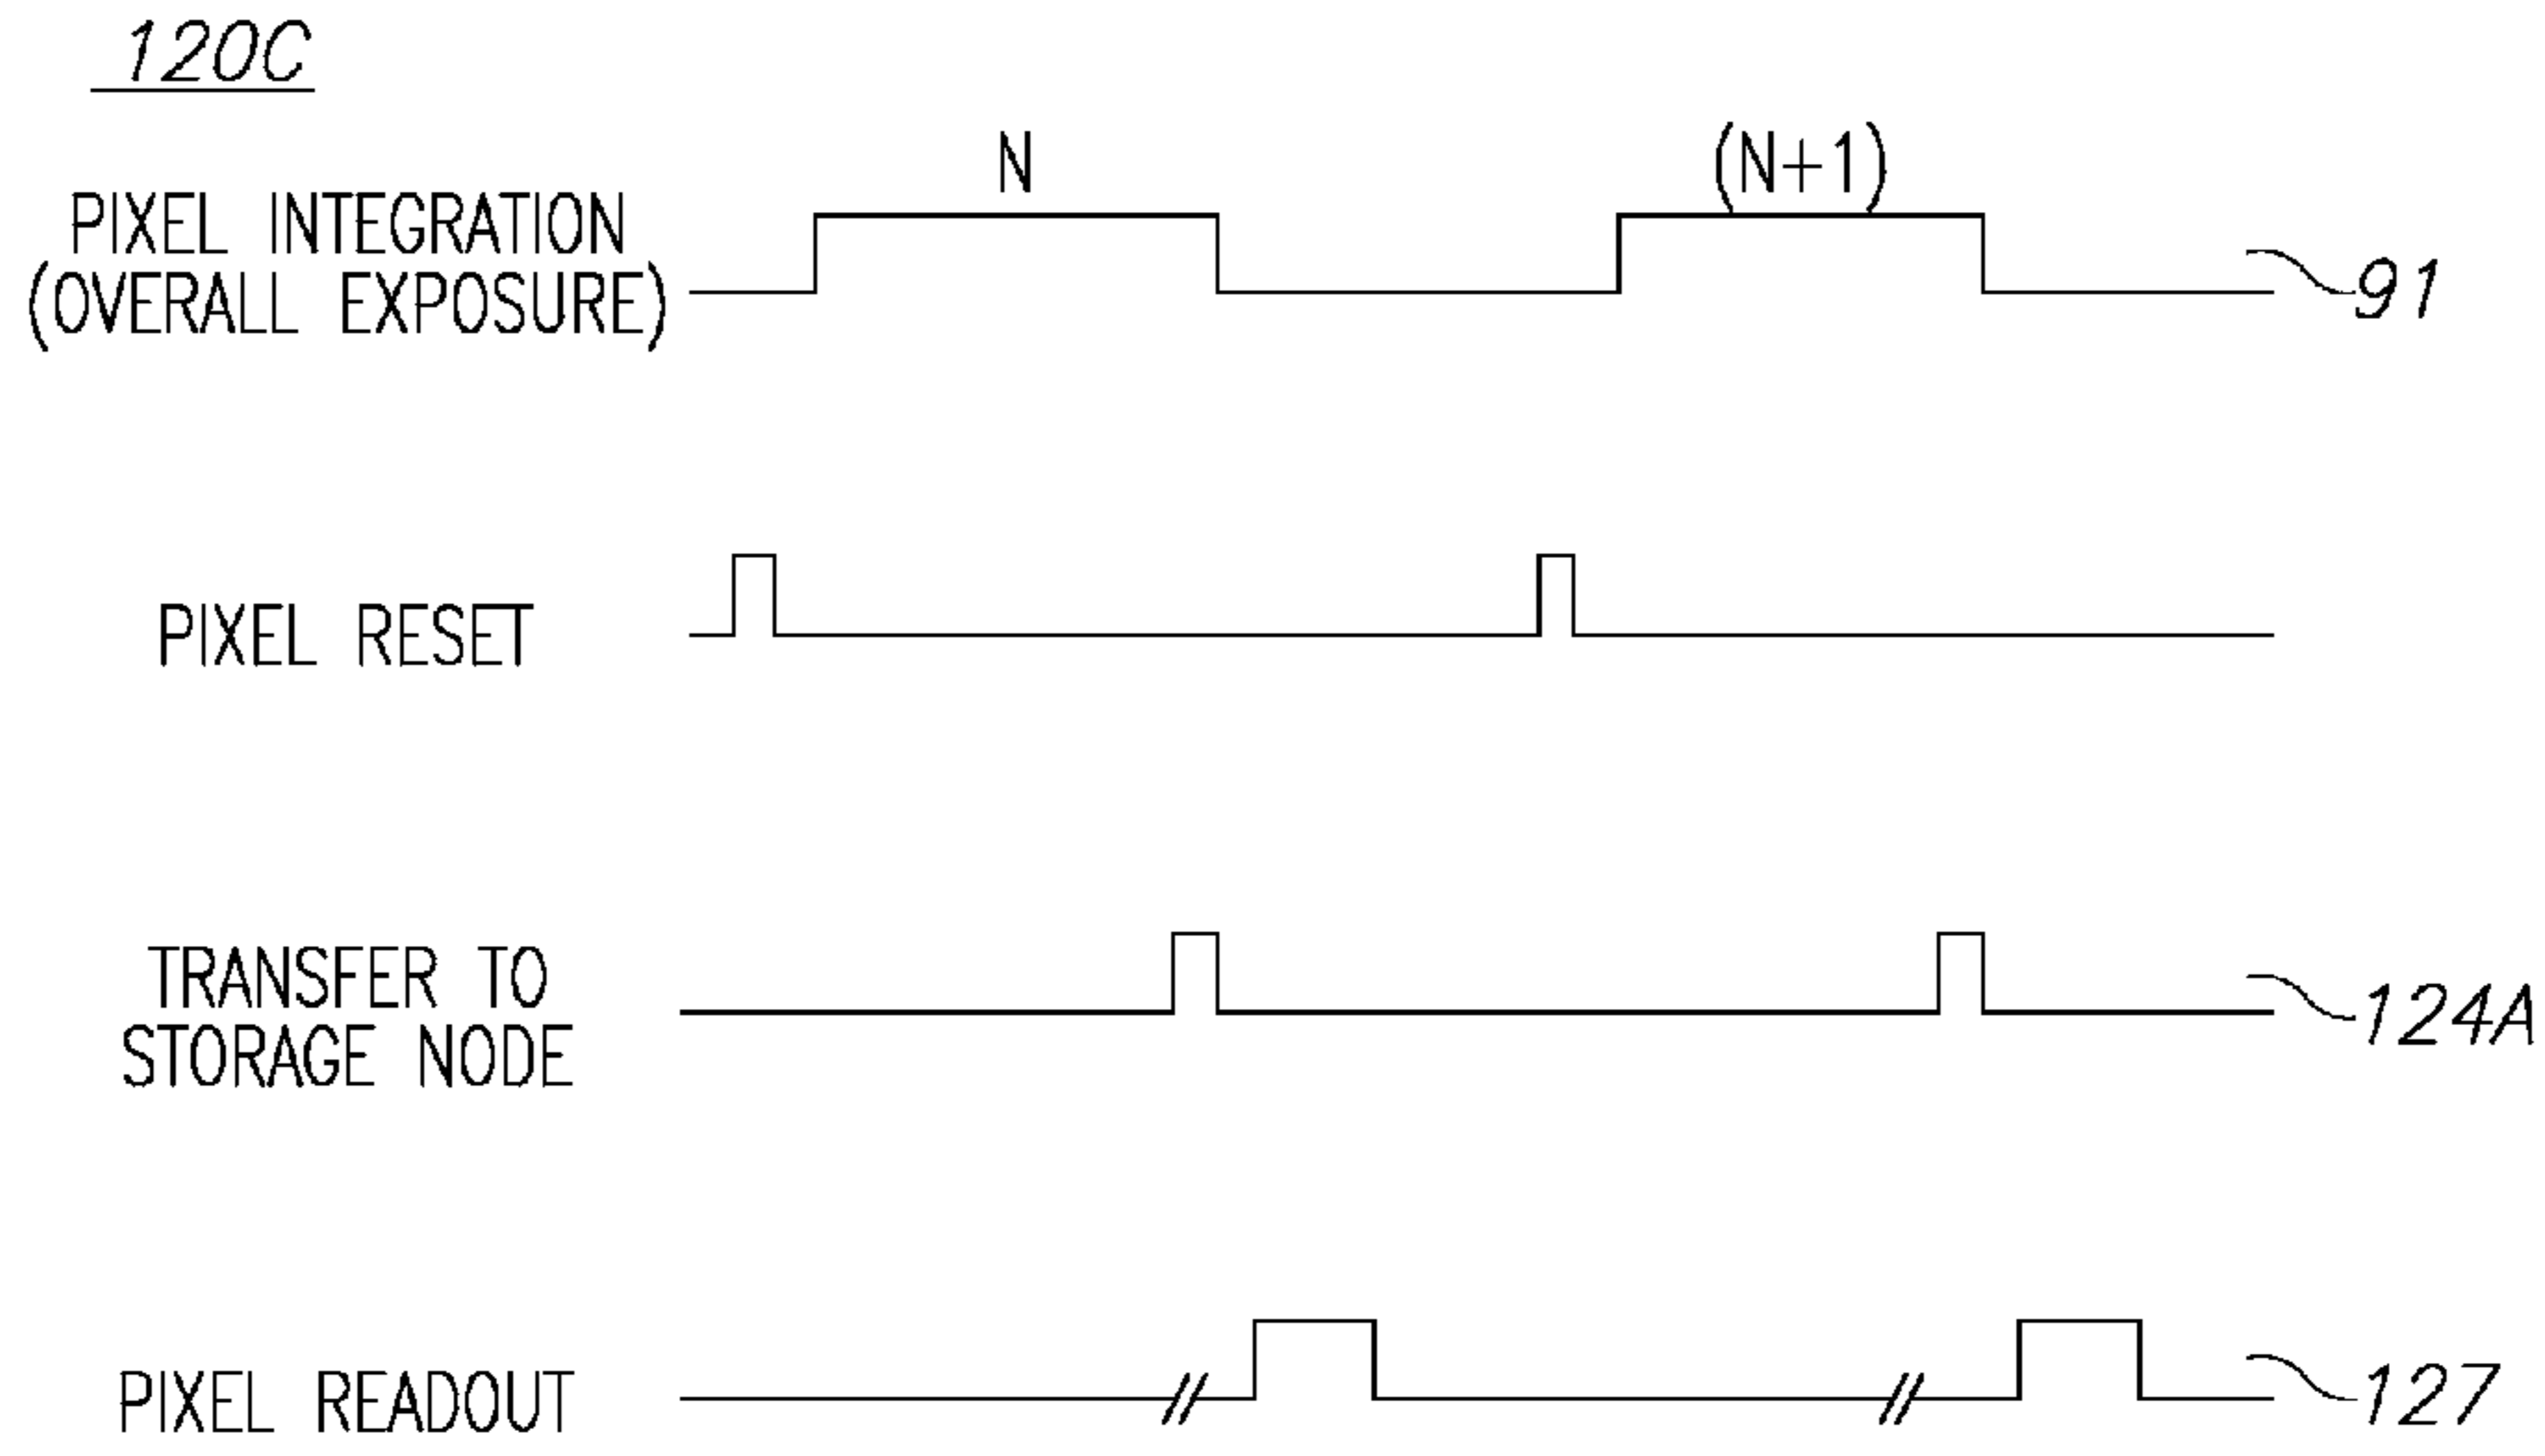 120C
N
(N+1)
PIXEL INTEGRATION
(OVERALL EXPOSURE)
91
PIXEL RESET
TRANSFER TO
STORAGE NODE
124A
PIXEL READOUT
127